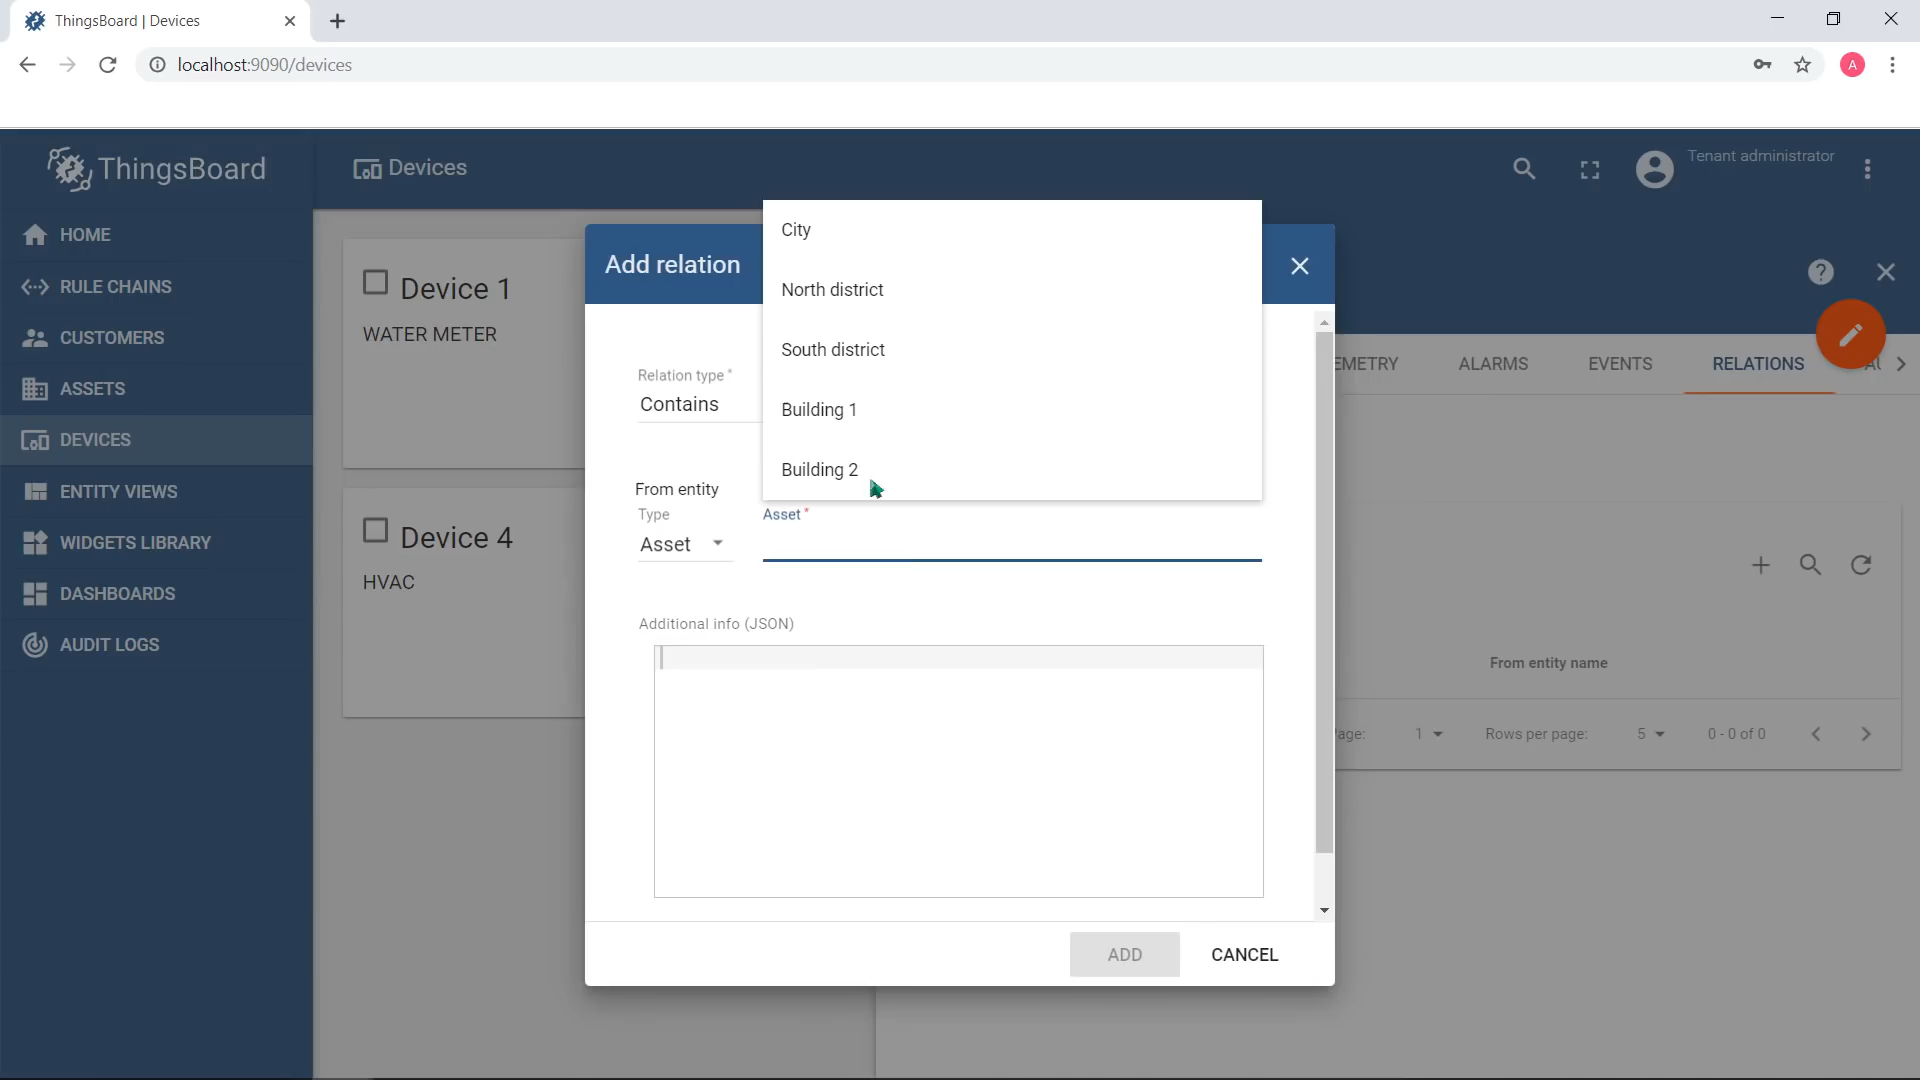 ThingsBoard | Devices
localhost:9090/devices
A
ThingsBoard
Devices
Tenant administrator
HOME
RULE CHAINS
CUSTOMERS
ASSETS
DEVICES
ENTITY VIEWS
WIDGETS LIBRARY
DASHBOARDS
AUDIT LOGS
Device 1
WATER METER
Device 4
HVAC
Add relation
City
North district
South district
Building 1
Building 2
Relation type *
Contains
From entity
Type
Asset
Asset *
Additional info (JSON)
ADD
CANCEL
EMETRY
ALARMS
EVENTS
RELATIONS
From entity name
age:
1
Rows per page:
5
0 - 0 of 0